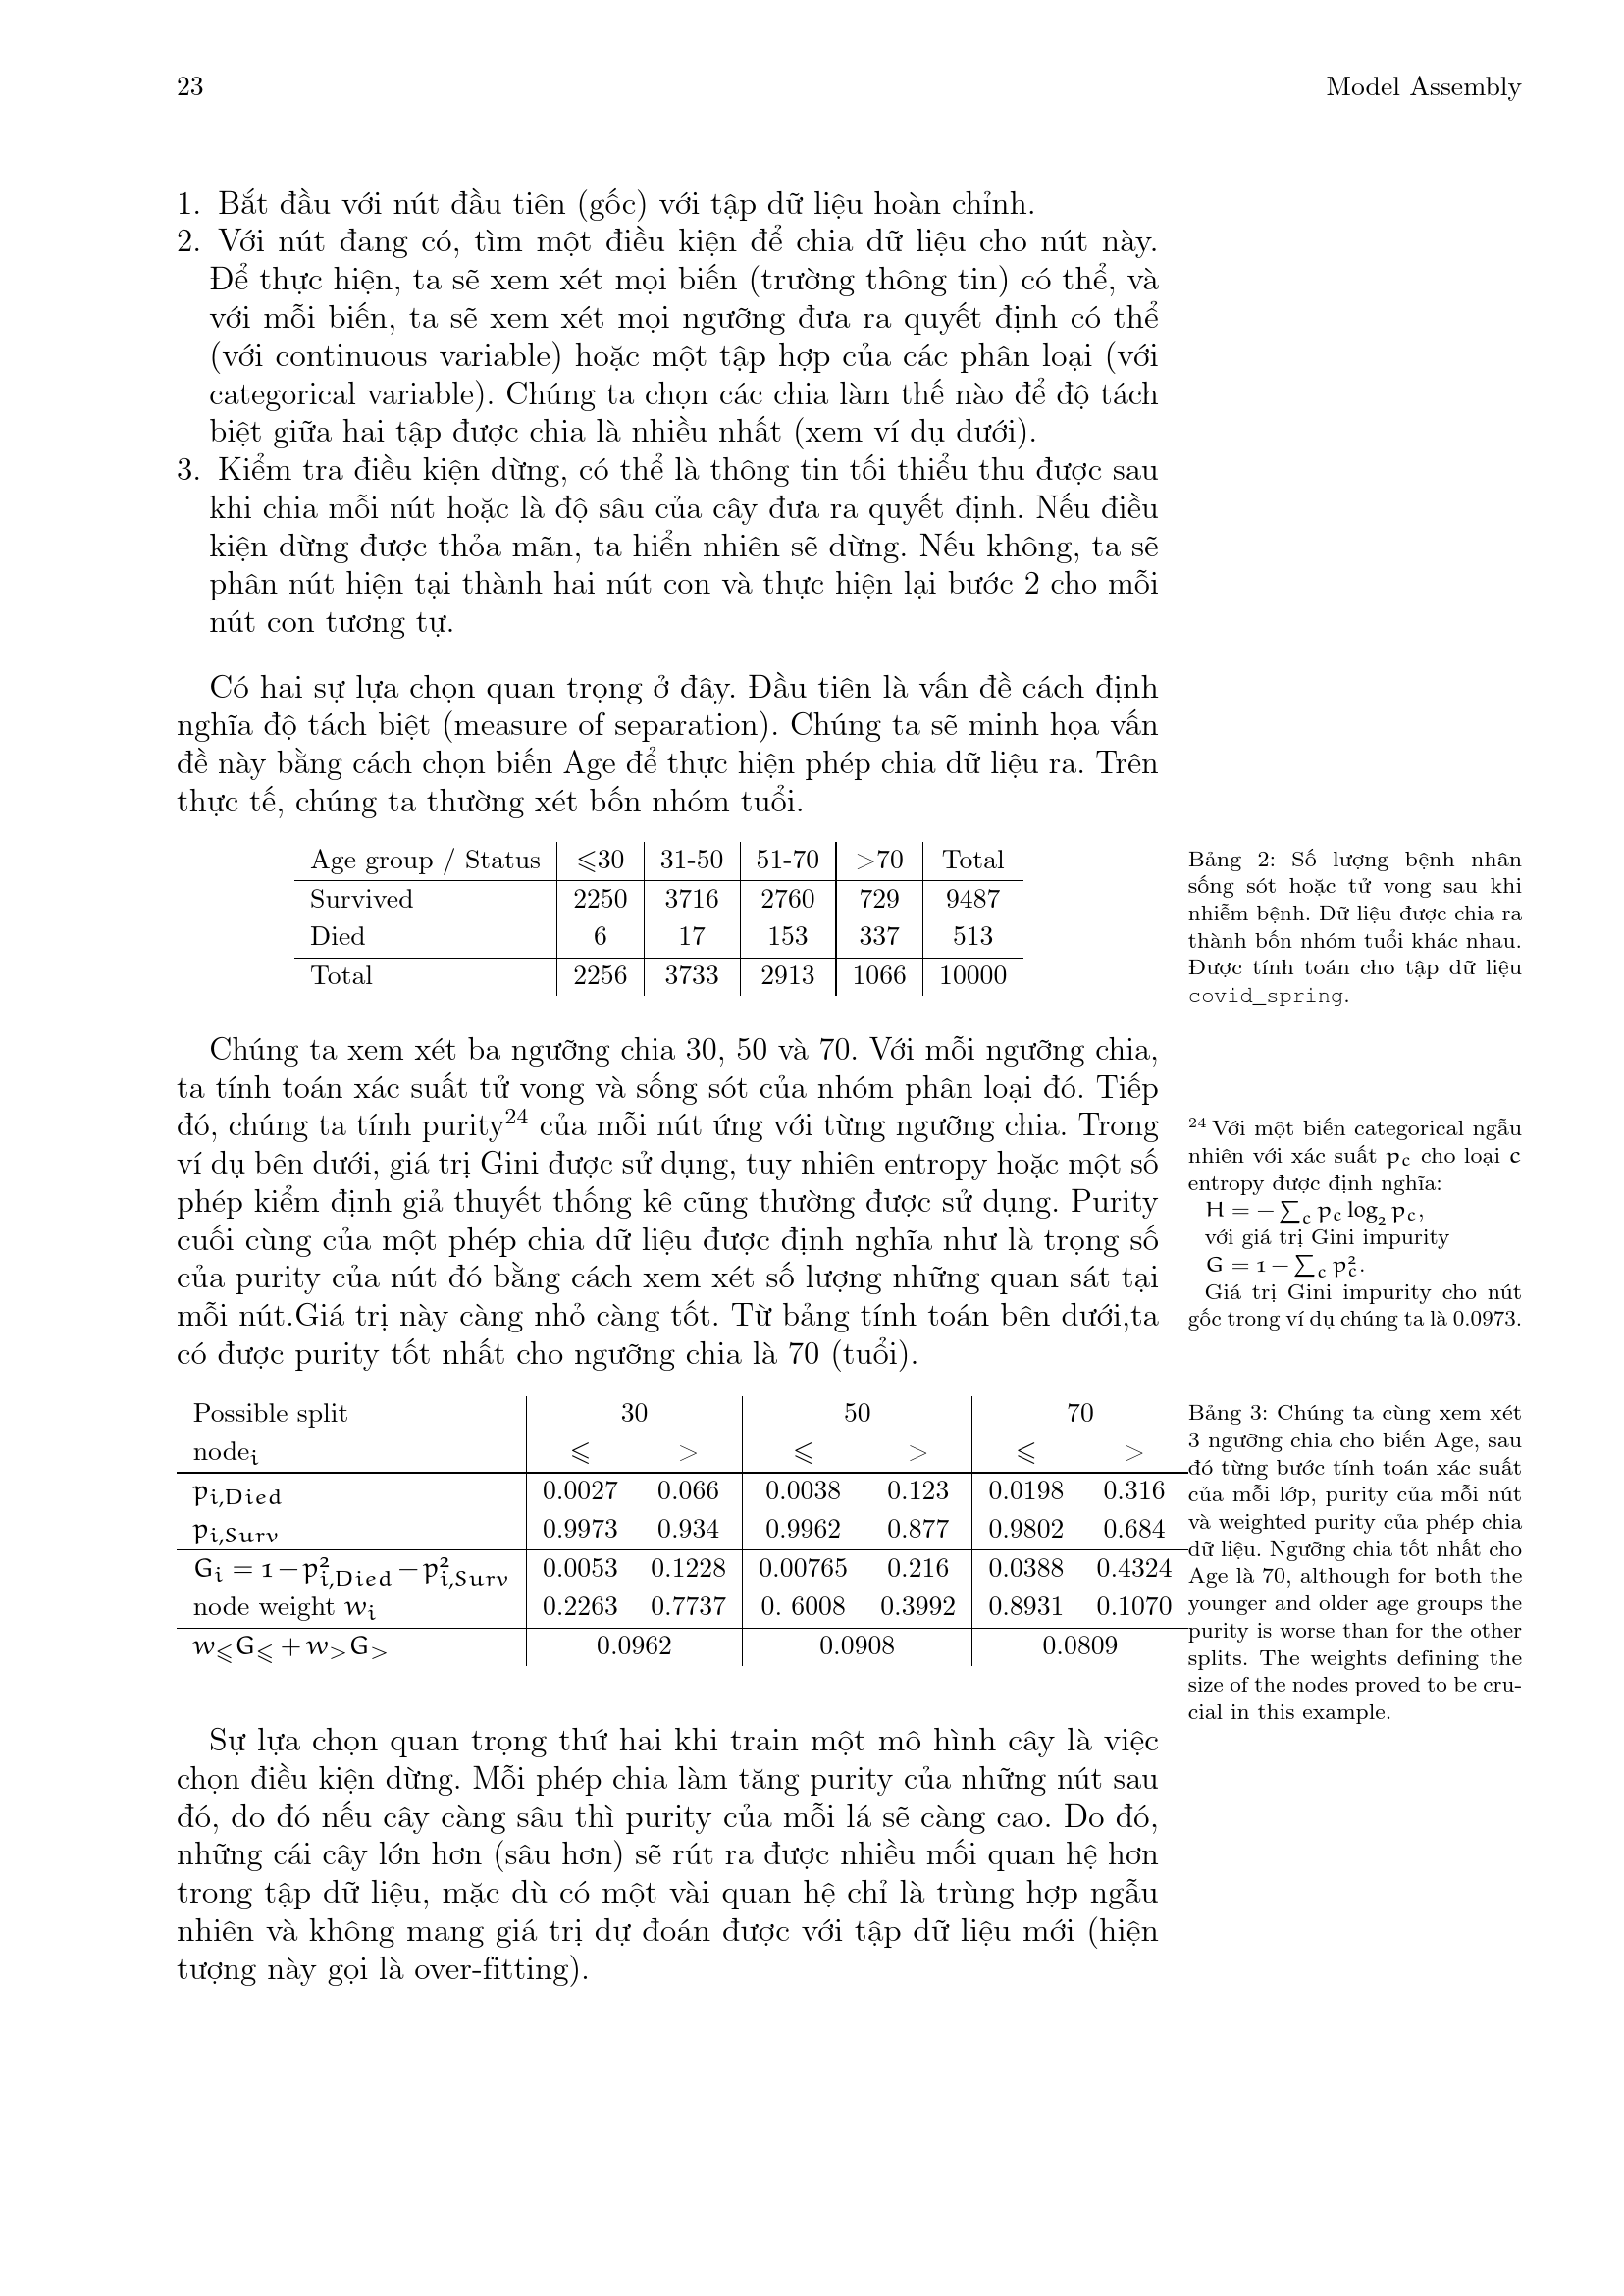 23 Model Assembly
1. Bắt đầu với nút đầu tiên (gốc) với tập dữ liệu hoàn chỉnh.
2. Với nút đang có, tìm một điều kiện để chia dữ liệu cho nút này.
Để thực hiện, ta sẽ xem xét mọi biến (trường thông tin) có thể, và
với mỗi biến, ta sẽ xem xét mọi ngưỡng đưa ra quyết định có thể
(với continuous variable) hoặc một tập hợp của các phân loại (với
categorical variable). Chúng ta chọn các chia làm thế nào để độ tách
biệt giữa hai tập được chia là nhiều nhất (xem ví dụ dưới).
3. Kiểm tra điều kiện dừng, có thể là thông tin tối thiểu thu được sau
khi chia mỗi nút hoặc là độ sâu của cây đưa ra quyết định. Nếu điều
kiện dừng được thỏa mãn, ta hiển nhiên sẽ dừng. Nếu không, ta sẽ
phân nút hiện tại thành hai nút con và thực hiện lại bước 2 cho mỗi
nút con tương tự.
Có hai sự lựa chọn quan trọng ở đây. Đầu tiên là vấn đề cách định
nghĩa độ tách biệt (measure of separation). Chúng ta sẽ minh họa vấn
đề này bằng cách chọn biến Age để thực hiện phép chia dữ liệu ra. Trên
thực tế, chúng ta thường xét bốn nhóm tuổi.
Age group / Status ⩽30 31-50 51-70 >70 Total
Survived 2250 3716 2760 729 9487
Died 6 17 153 337 513
Total 2256 3733 2913 1066 10000
Bảng 2: Số lượng bệnh nhân
sống sót hoặc tử vong sau khi
nhiễm bệnh. Dữ liệu được chia ra
thành bốn nhóm tuổi khác nhau.
Được tính toán cho tập dữ liệu
covid_spring.
Chúng ta xem xét ba ngưỡng chia 30, 50 và 70. Với mỗi ngưỡng chia,
ta tính toán xác suất tử vong và sống sót của nhóm phân loại đó. Tiếp
đó, chúng ta tính purity²⁴ của mỗi nút ứng với từng ngưỡng chia. Trong
ví dụ bên dưới, giá trị Gini được sử dụng, tuy nhiên entropy hoặc một số
phép kiểm định giả thuyết thống kê cũng thường được sử dụng. Purity
cuối cùng của một phép chia dữ liệu được định nghĩa như là trọng số
của purity của nút đó bằng cách xem xét số lượng những quan sát tại
mỗi nút.Giá trị này càng nhỏ càng tốt. Từ bảng tính toán bên dưới,ta
có được purity tốt nhất cho ngưỡng chia là 70 (tuổi).
²⁴ Với một biến categorical ngẫu
nhiên với xác suất p_c cho loại c
entropy được định nghĩa:
H = − ∑_c p_c log₂ p_c,
với giá trị Gini impurity
G = 1 − ∑_c p_c².
Giá trị Gini impurity cho nút
gốc trong ví dụ chúng ta là 0.0973.
Possible split 30 50 70
node_i ⩽ > ⩽ > ⩽ >
p_{i,Died} 0.0027 0.066 0.0038 0.123 0.0198 0.316
p_{i,Surv} 0.9973 0.934 0.9962 0.877 0.9802 0.684
G_i = 1 − p²_{i,Died} − p²_{i,Surv} 0.0053 0.1228 0.00765 0.216 0.0388 0.4324
node weight w_i 0.2263 0.7737 0. 6008 0.3992 0.8931 0.1070
w_⩽G_⩽ + w_>G_> 0.0962 0.0908 0.0809
Bảng 3: Chúng ta cùng xem xét
3 ngưỡng chia cho biến Age, sau
đó từng bước tính toán xác suất
của mỗi lớp, purity của mỗi nút
và weighted purity của phép chia
dữ liệu. Ngưỡng chia tốt nhất cho
Age là 70, although for both the
younger and older age groups the
purity is worse than for the other
splits. The weights defining the
size of the nodes proved to be cru-
cial in this example.
Sự lựa chọn quan trọng thứ hai khi train một mô hình cây là việc
chọn điều kiện dừng. Mỗi phép chia làm tăng purity của những nút sau
đó, do đó nếu cây càng sâu thì purity của mỗi lá sẽ càng cao. Do đó,
những cái cây lớn hơn (sâu hơn) sẽ rút ra được nhiều mối quan hệ hơn
trong tập dữ liệu, mặc dù có một vài quan hệ chỉ là trùng hợp ngẫu
nhiên và không mang giá trị dự đoán được với tập dữ liệu mới (hiện
tượng này gọi là over-fitting).